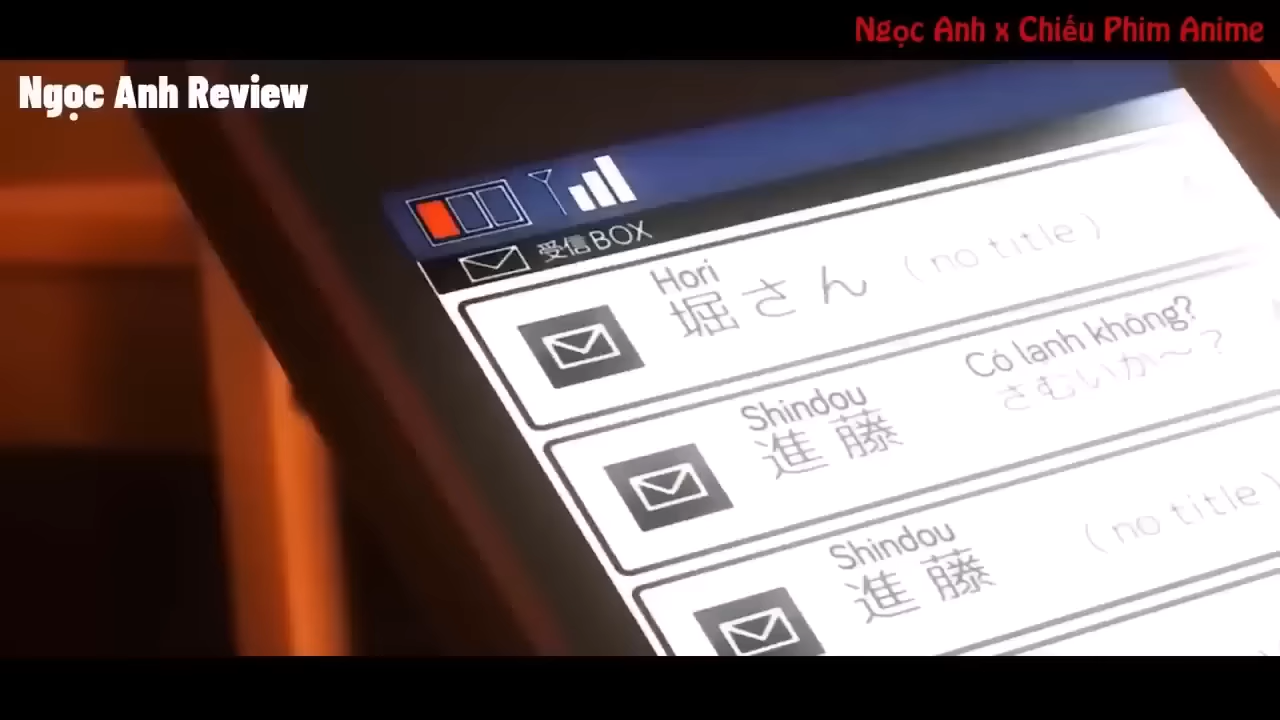 Ngọc Anh x Chiếu Phim Anime
Ngọc Anh Review
受信BOX
Hori
堀さん (no title)
Shindou
進藤
Có lạnh không?
さむいか〜?
Shindou
進藤 (no title)